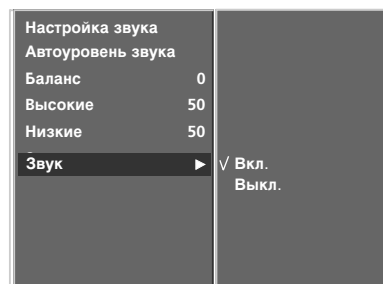 Настройка звука
Автоуровень звука
Баланс 0
Высокие 50
Низкие 50
Звук ► √ Вкл.
Выкл.